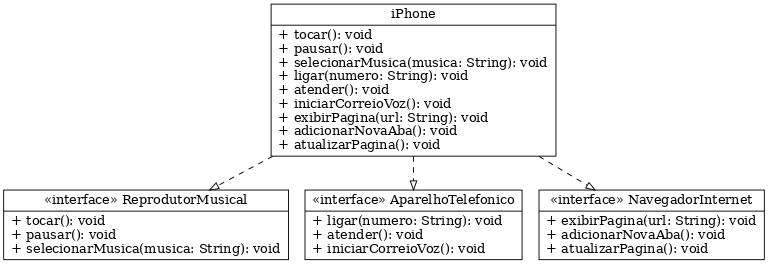 iPhone
+ tocar(): void
+ pausar(): void
+ selecionarMusica(musica: String): void
+ ligar(numero: String): void
+ atender(): void
+ iniciarCorreioVoz(): void
+ exibirPagina(url: String): void
+ adicionarNovaAba(): void
+ atualizarPagina(): void
«interface» ReprodutorMusical
+ tocar(): void
+ pausar(): void
+ selecionarMusica(musica: String): void
«interface» AparelhoTelefonico
+ ligar(numero: String): void
+ atender(): void
+ iniciarCorreioVoz(): void
«interface» NavegadorInternet
+ exibirPagina(url: String): void
+ adicionarNovaAba(): void
+ atualizarPagina(): void